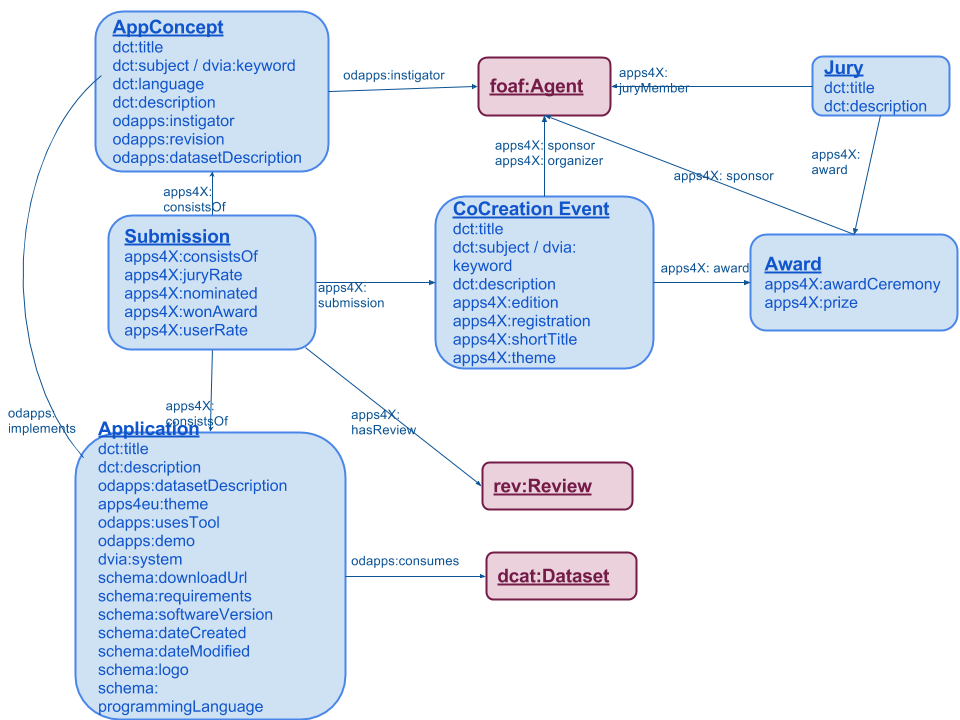 AppConcept
dct:title
dct:subject / dvia:keyword
dct:language
dct:description
odapps:instigator
odapps:revision
odapps:datasetDescription
odapps:instigator
foaf:Agent
apps4X:
juryMember
Jury
dct:title
dct:description
apps4X: sponsor
apps4X: organizer
apps4X: sponsor
apps4X:
award
apps4X:
consistsOf
Submission
apps4X:consistsOf
apps4X:juryRate
apps4X:nominated
apps4X:wonAward
apps4X:userRate
apps4X:
submission
CoCreation Event
dct:title
dct:subject / dvia:
keyword
dct:description
apps4X:edition
apps4X:registration
apps4X:shortTitle
apps4X:theme
apps4X: award
Award
apps4X:awardCeremony
apps4X:prize
odapps:
implements
apps4X:
consistsOf
apps4X:
hasReview
Application
dct:title
dct:description
odapps:datasetDescription
apps4eu:theme
odapps:usesTool
odapps:demo
dvia:system
schema:downloadUrl
schema:requirements
schema:softwareVersion
schema:dateCreated
schema:dateModified
schema:logo
schema:
programmingLanguage
rev:Review
odapps:consumes
dcat:Dataset